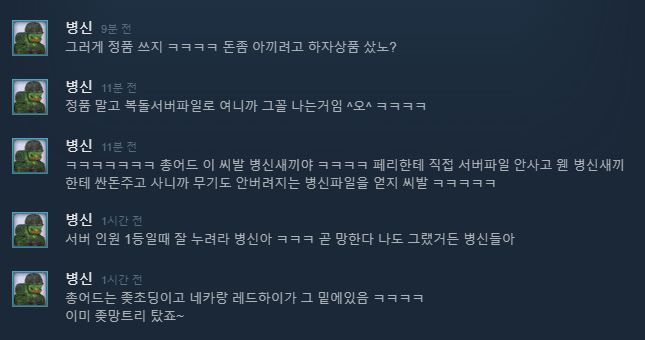 병신 9분 전
그러게 정품 쓰지 ㅋㅋㅋㅋ 돈좀 아끼려고 하자상품 샀노?
병신 11분 전
정품 말고 복돌서버파일로 여니까 그꼴 나는거임 ^오^ ㅋㅋㅋㅋ
병신 11분 전
ㅋㅋㅋㅋㅋㅋㅋ 총어드 이 씨발 병신새끼야 ㅋㅋㅋㅋ 페리한테 직접 서버파일 안사고 웬 병신새끼
한테 싼돈주고 사니까 무기도 안버려지는 병신파일을 얻지 씨발 ㅋㅋㅋㅋㅋ
병신 1시간 전
서버 인원 1등일때 잘 누려라 병신아 ㅋㅋㅋ 곧 망한다 나도 그랬거든 병신들아
병신 1시간 전
총어드는 좆초딩이고 네카랑 레드하이가 그 밑에있음 ㅋㅋㅋㅋ
이미 좆망트리 탔죠~